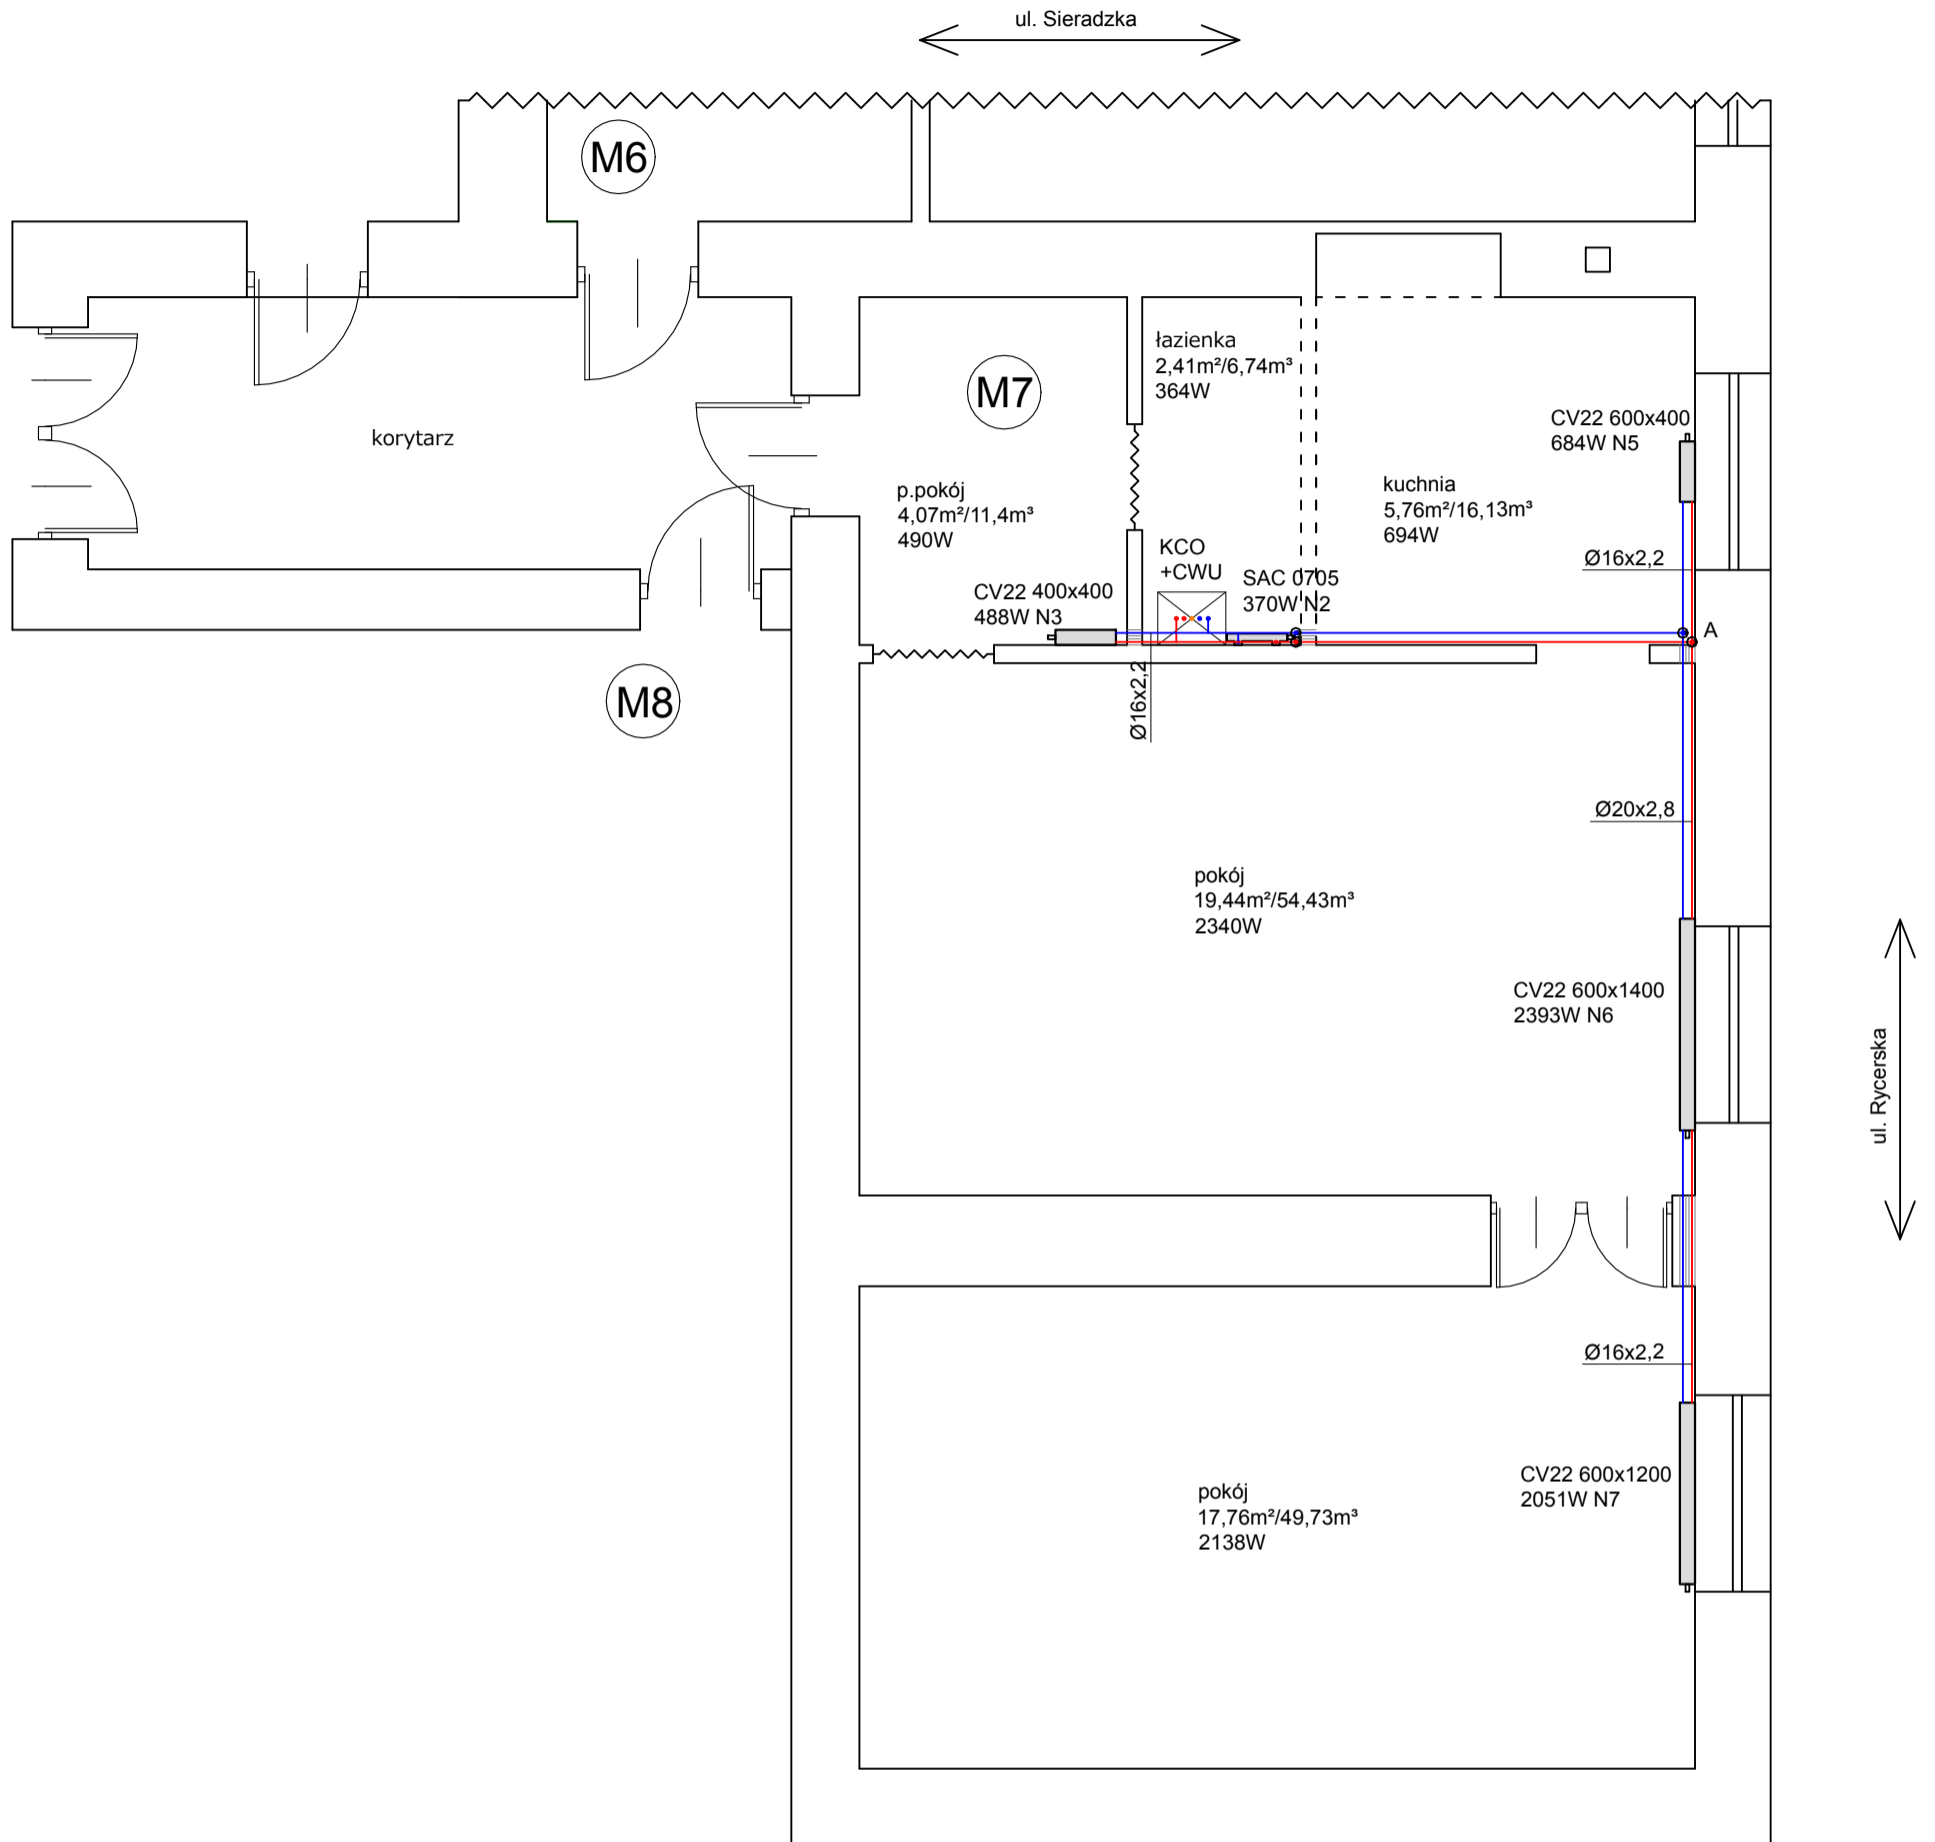 ul. Sieradzka
M6
łazienka
2,41m²/6,74m³
364W
M7
CV22 600x400
684W N5
korytarz
p.pokój
4,07m²/11,4m³
490W
kuchnia
5,76m²/16,13m³
694W
KCO
+CWU
Ø16x2,2
SAC 0705
370W N2
CV22 400x400
488W N3
A
Ø16x2,2
M8
Ø20x2,8
pokój
19,44m²/54,43m³
2340W
CV22 600x1400
2393W N6
ul. Rycerska
Ø16x2,2
CV22 600x1200
2051W N7
pokój
17,76m²/49,73m³
2138W